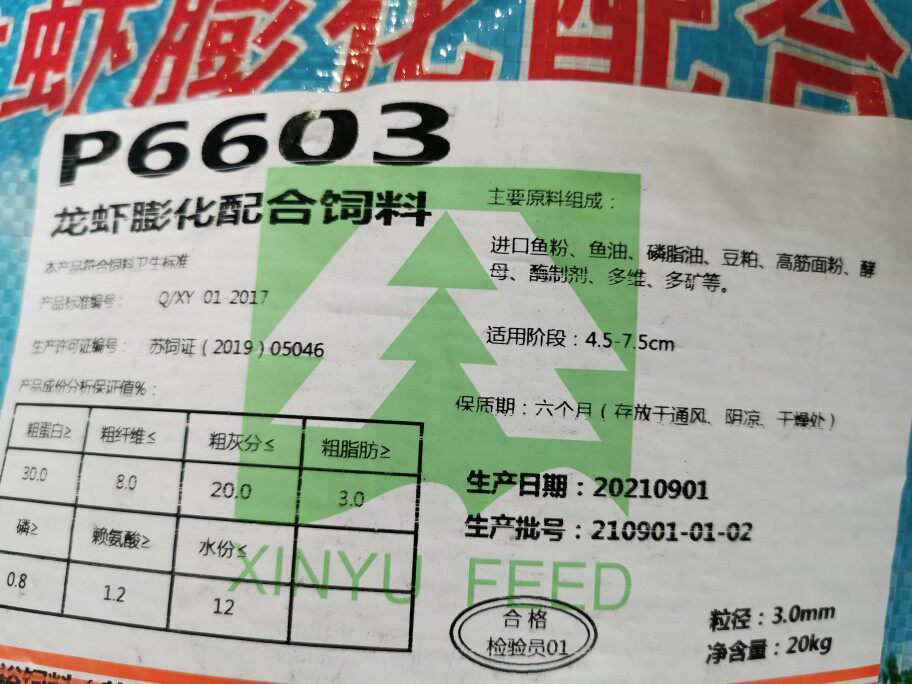 虾膨化配合
P6603
龙虾膨化配合饲料
本产品符合饲料卫生标准
产品标准编号： Q/XY 01-2017
生产许可证编号： 苏饲证（2019）05046
产品成份分析保证值%：
粗蛋白≥ 粗纤维≤ 粗灰分≤ 粗脂肪≥
30.0 8.0 20.0 3.0
磷≥ 赖氨酸≥ 水份≤
0.8 1.2 12
主要原料组成：
进口鱼粉、鱼油、磷脂油、豆粕、高筋面粉、酵
母、酶制剂、多维、多矿等。
适用阶段：4.5-7.5cm
保质期：六个月（存放于通风、阴凉、干燥处）
生产日期：20210901
生产批号：210901-01-02
XINYU FEED
合格
检验员01
粒径：3.0mm
净含量：20kg